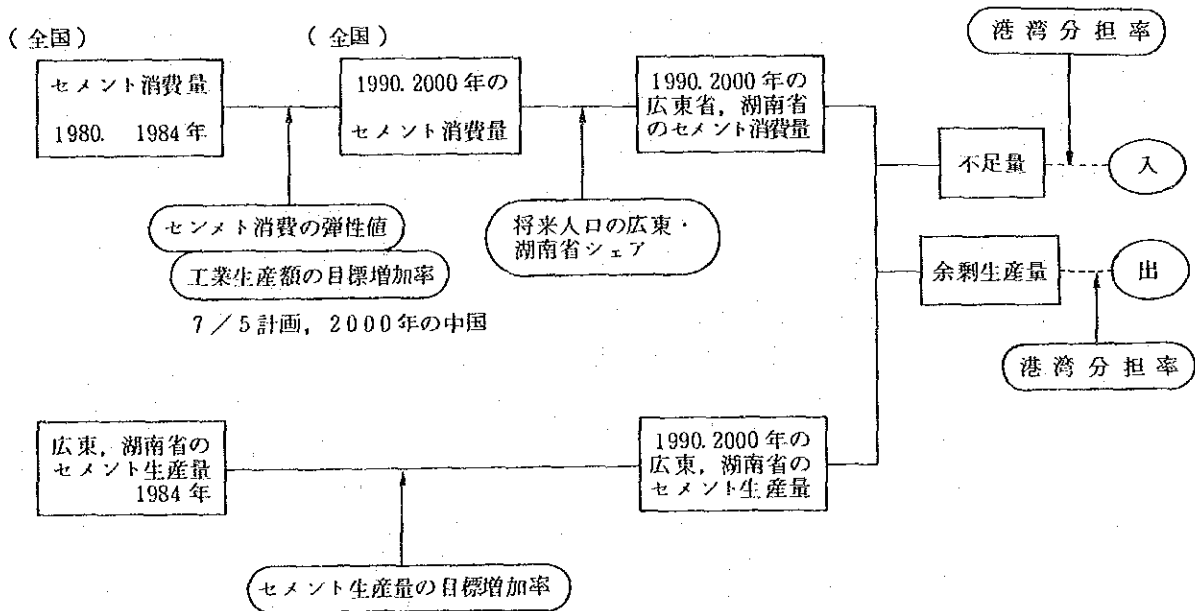 (全国)
セメント消費量
1980. 1984年
(全国)
1990.2000年の
セメント消費量
1990.2000年の
広東省,湖南省
のセメント消費量
港湾分担率
不足量
入
センメト消費の弾性値
工業生産額の目標増加率
7/5計画,2000年の中国
将来人口の広東・
湖南省シェア
余剰生産量
出
港湾分担率
広東,湖南省の
セメント生産量
1984年
1990.2000年の
広東,湖南省の
セメント生産量
セメント生産量の目標増加率